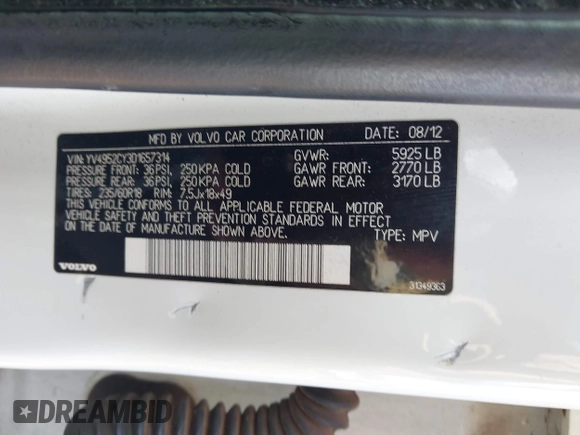 MFD BY VOLVO CAR CORPORATION DATE: 08/12
VIN: YV4952CY3D1657314 GVWR: 5925 LB
PRESSURE FRONT: 36PSI, 250KPA COLD GAWR FRONT: 2770 LB
PRESSURE REAR: 36PSI, 250KPA COLD GAWR REAR: 3170 LB
TIRES: 235/60R18 RIM: 7.5Jx18x49
THIS VEHICLE CONFORMS TO ALL APPLICABLE FEDERAL MOTOR
VEHICLE SAFETY AND THEFT PREVENTION STANDARDS IN EFFECT
ON THE DATE OF MANUFACTURE SHOWN ABOVE.
TYPE: MPV
VOLVO
31349363
DREAMBID